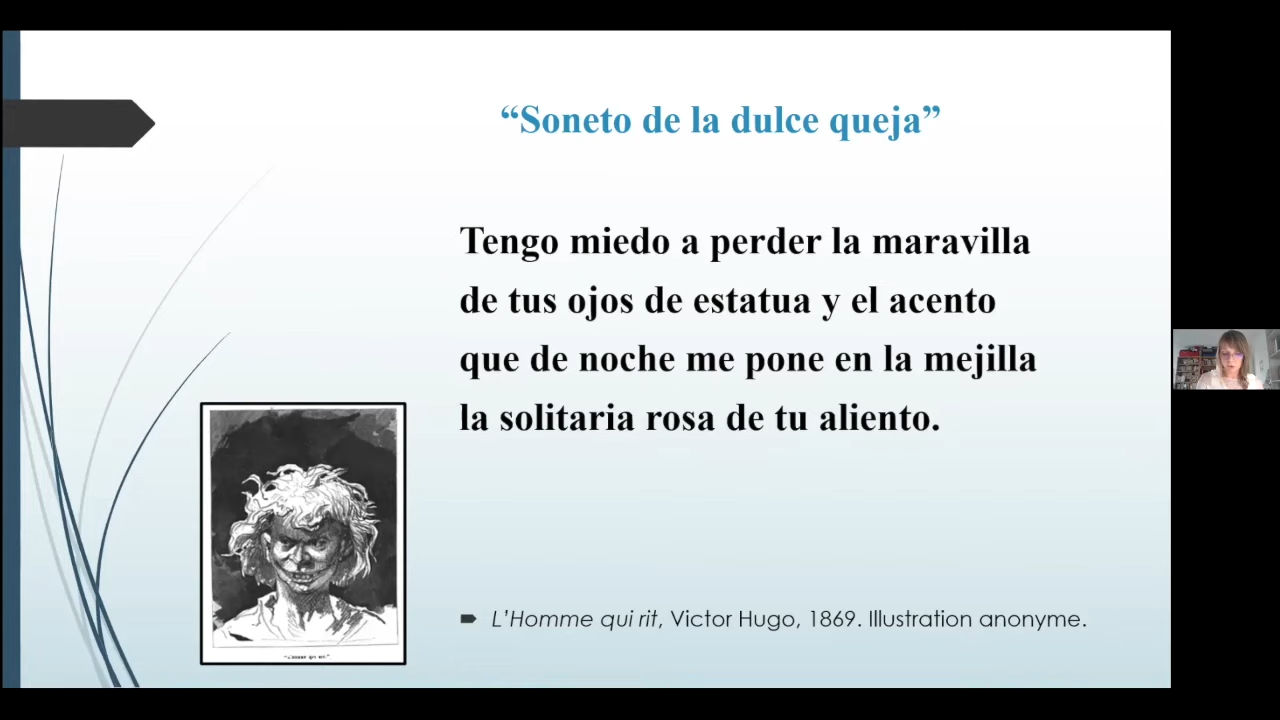 “Soneto de la dulce queja”
Tengo miedo a perder la maravilla
de tus ojos de estatua y el acento
que de noche me pone en la mejilla
la solitaria rosa de tu aliento.
L’Homme qui rit, Victor Hugo, 1869. Illustration anonyme.